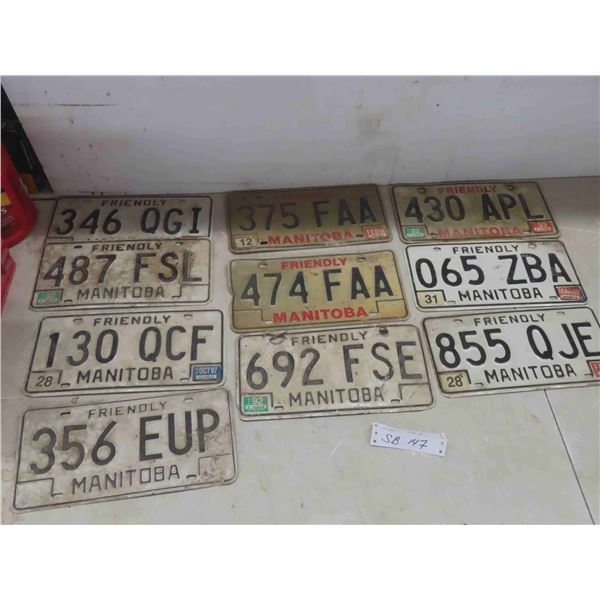 FRIENDLY
346 QGI
487 FSL
MANITOBA
FRIENDLY
130 QCF
28 MANITOBA OCT97
FRIENDLY
356 EUP
MANITOBA
375 FAA
12 MANITOBA
FRIENDLY
474 FAA
MANITOBA
FRIENDLY
692 FSE
92 MANITOBA
FRIENDLY
430 APL
MANITOBA
FRIENDLY
065 ZBA
31 MANITOBA MAR
FRIENDLY
855 QJE
28 MANITOBA
SB 147